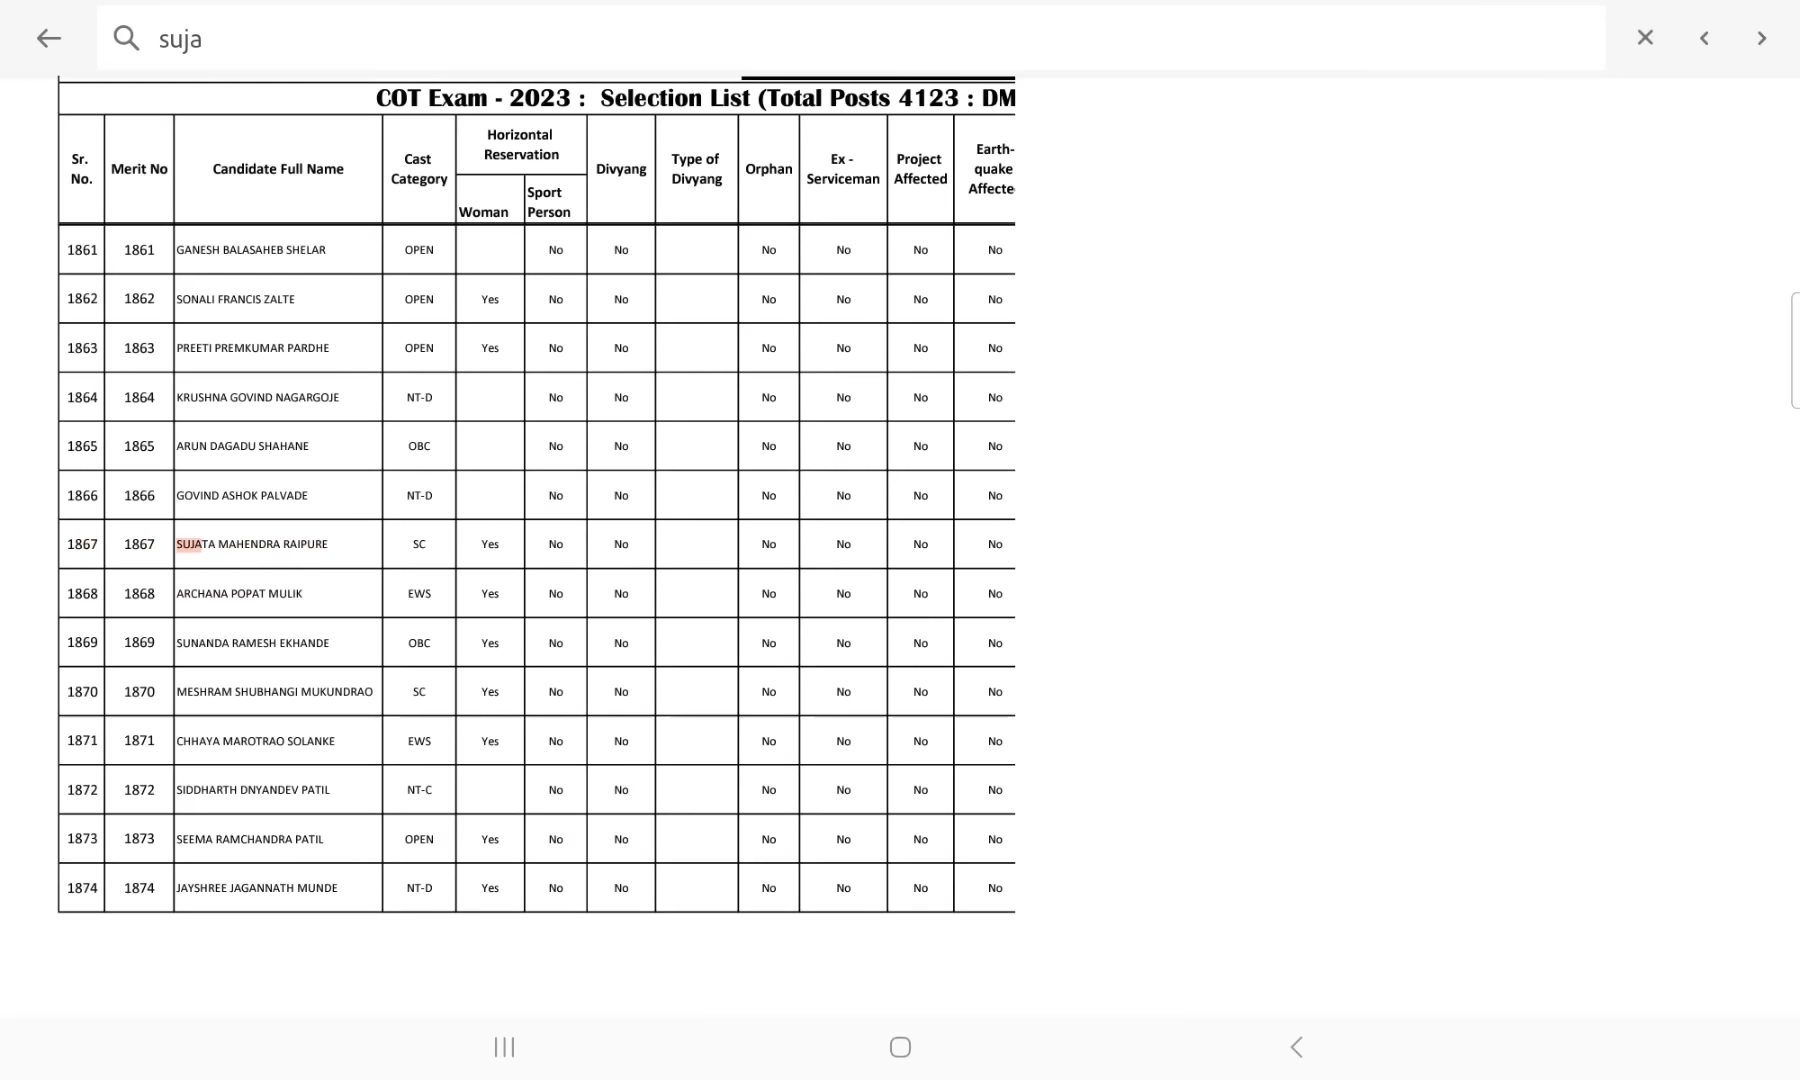 suja
COT Exam - 2023 : Selection List (Total Posts 4123 : DM
Sr. No. Merit No Candidate Full Name Cast Category Horizontal Reservation Woman Sport Person Divyang Type of Divyang Orphan Ex - Serviceman Project Affected Earth- quake Affected
1861 1861 GANESH BALASAHEB SHELAR OPEN No No No No No No
1862 1862 SONALI FRANCIS ZALTE OPEN Yes No No No No No No
1863 1863 PREETI PREMKUMAR PARDHE OPEN Yes No No No No No No
1864 1864 KRUSHNA GOVIND NAGARGOJE NT-D No No No No No No
1865 1865 ARUN DAGADU SHAHANE OBC No No No No No No
1866 1866 GOVIND ASHOK PALVADE NT-D No No No No No No
1867 1867 SUJATA MAHENDRA RAIPURE SC Yes No No No No No No
1868 1868 ARCHANA POPAT MULIK EWS Yes No No No No No No
1869 1869 SUNANDA RAMESH EKHANDE OBC Yes No No No No No No
1870 1870 MESHRAM SHUBHANGI MUKUNDRAO SC Yes No No No No No No
1871 1871 CHHAYA MAROTRAO SOLANKE EWS Yes No No No No No No
1872 1872 SIDDHARTH DNYANDEV PATIL NT-C No No No No No No
1873 1873 SEEMA RAMCHANDRA PATIL OPEN Yes No No No No No No
1874 1874 JAYSHREE JAGANNATH MUNDE NT-D Yes No No No No No No